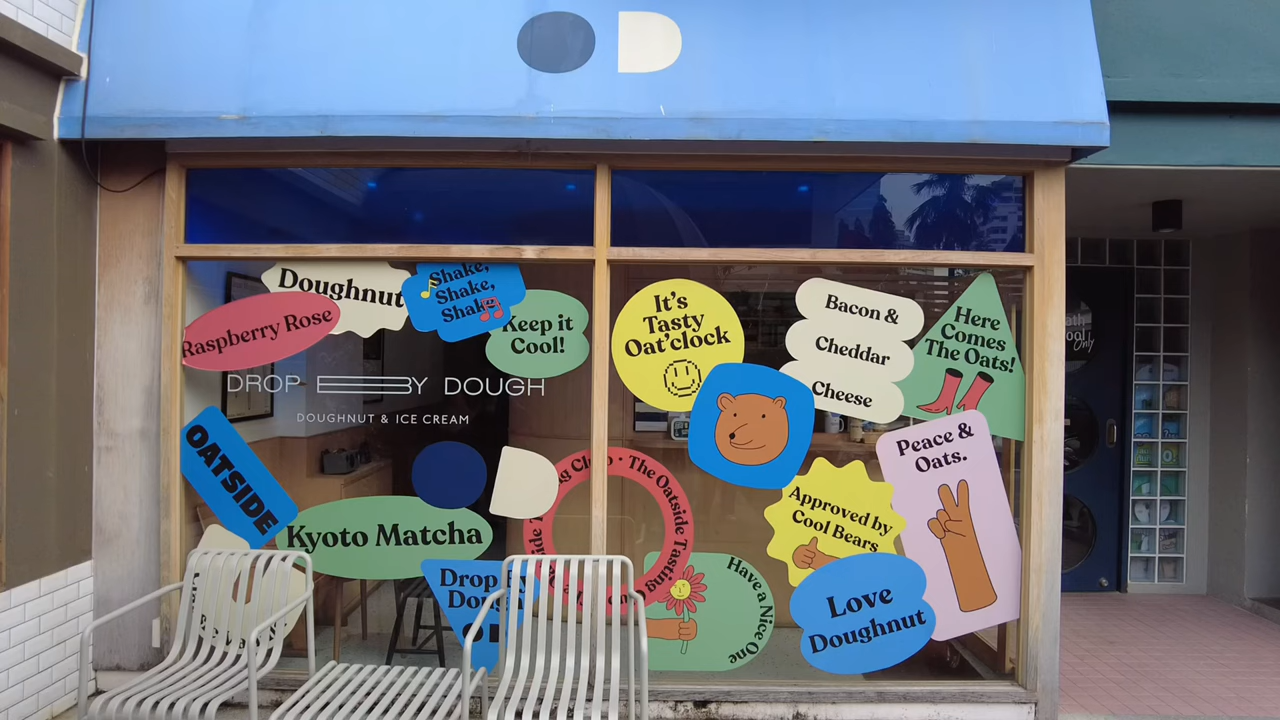 Doughnut
Shake,
Shake,
Shake
Raspberry Rose
Keep it
Cool!
It's
Tasty
Oat'clock
Bacon &
Cheddar
Cheese
Here
Comes
The Oats!
DROP BY DOUGH
DOUGHNUT & ICE CREAM
OATSIDE
Peace &
Oats.
Kyoto Matcha
The Oatside Tasting
Approved by
Cool Bears
Drop By
Dough
Have a Nice One
Love
Doughnut
Only